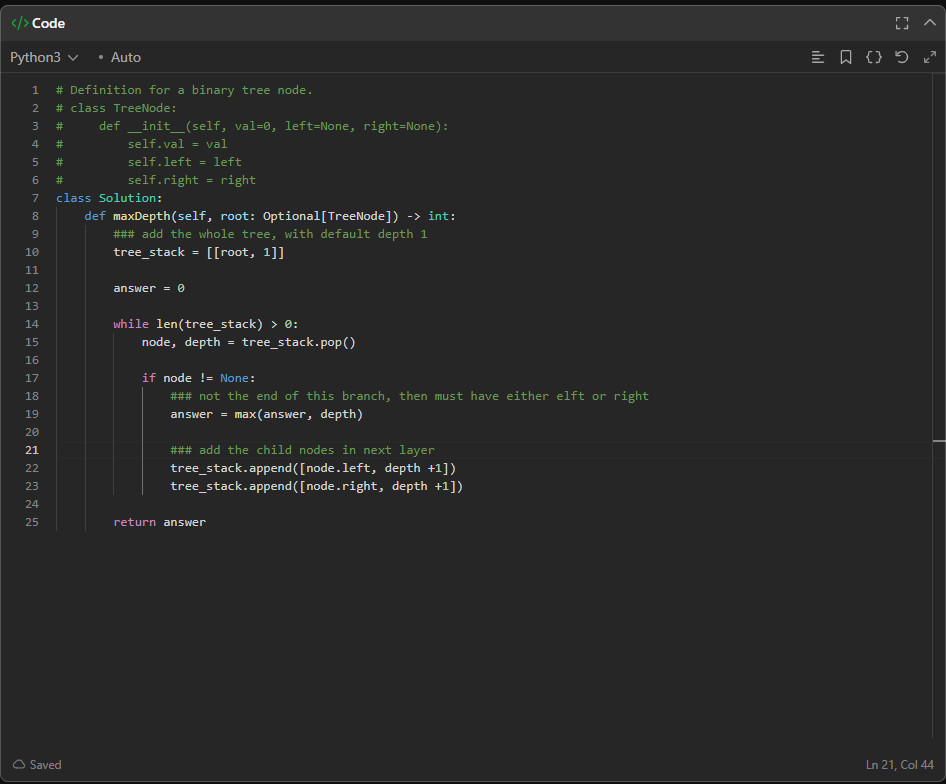 </> Code
Python3 • Auto
1 # Definition for a binary tree node.
2 # class TreeNode:
3 #     def __init__(self, val=0, left=None, right=None):
4 #         self.val = val
5 #         self.left = left
6 #         self.right = right
7 class Solution:
8     def maxDepth(self, root: Optional[TreeNode]) -> int:
9         ### add the whole tree, with default depth 1
10         tree_stack = [[root, 1]]
11
12         answer = 0
13
14         while len(tree_stack) > 0:
15             node, depth = tree_stack.pop()
16
17             if node != None:
18                 ### not the end of this branch, then must have either elft or right
19                 answer = max(answer, depth)
20
21                 ### add the child nodes in next layer
22                 tree_stack.append([node.left, depth +1])
23                 tree_stack.append([node.right, depth +1])
24
25         return answer
Saved
Ln 21, Col 44